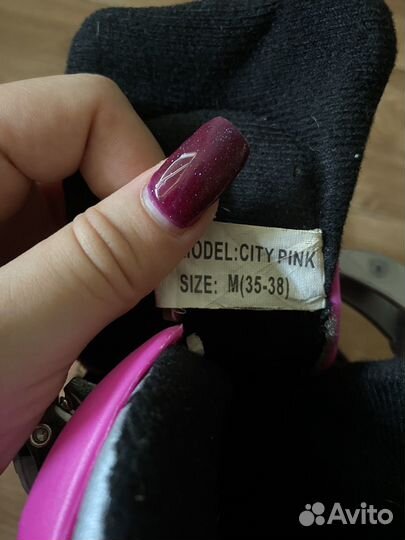 MODEL:CITY PINK
SIZE: M(35-38)
Avito